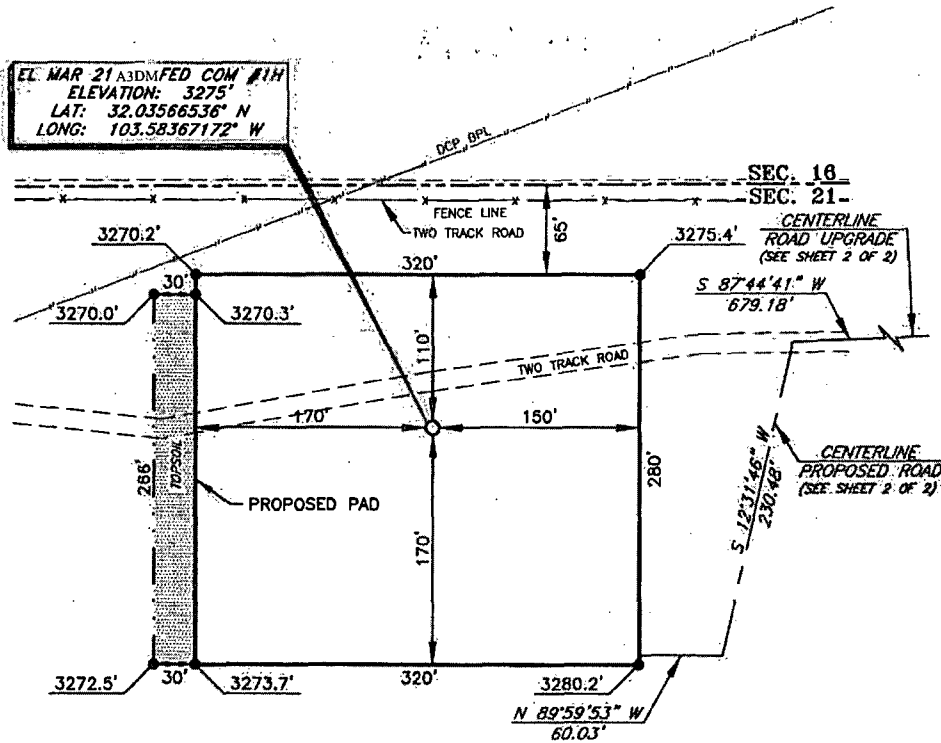 EL MAR 21 A3DM FED COM #1H
ELEVATION: 3275'
LAT: 32.03566536° N
LONG: 103.58367172° W
DCP BPL
SEC. 16
SEC. 21
FENCE LINE
TWO TRACK ROAD
65'
CENTERLINE
ROAD UPGRADE
(SEE SHEET 2 OF 2)
3270.2'
320'
3275.4'
30'
S 87°44'41" W
679.18'
3270.0'
3270.3'
110'
TWO TRACK ROAD
170'
150'
266'
TOPSOIL
280'
CENTERLINE
PROPOSED ROAD
(SEE SHEET 2 OF 2)
PROPOSED PAD
S 12°31'46" W
230.48'
170'
3272.5'
30'
3273.7'
320'
3280.2'
N 89°59'53" W
60.03'